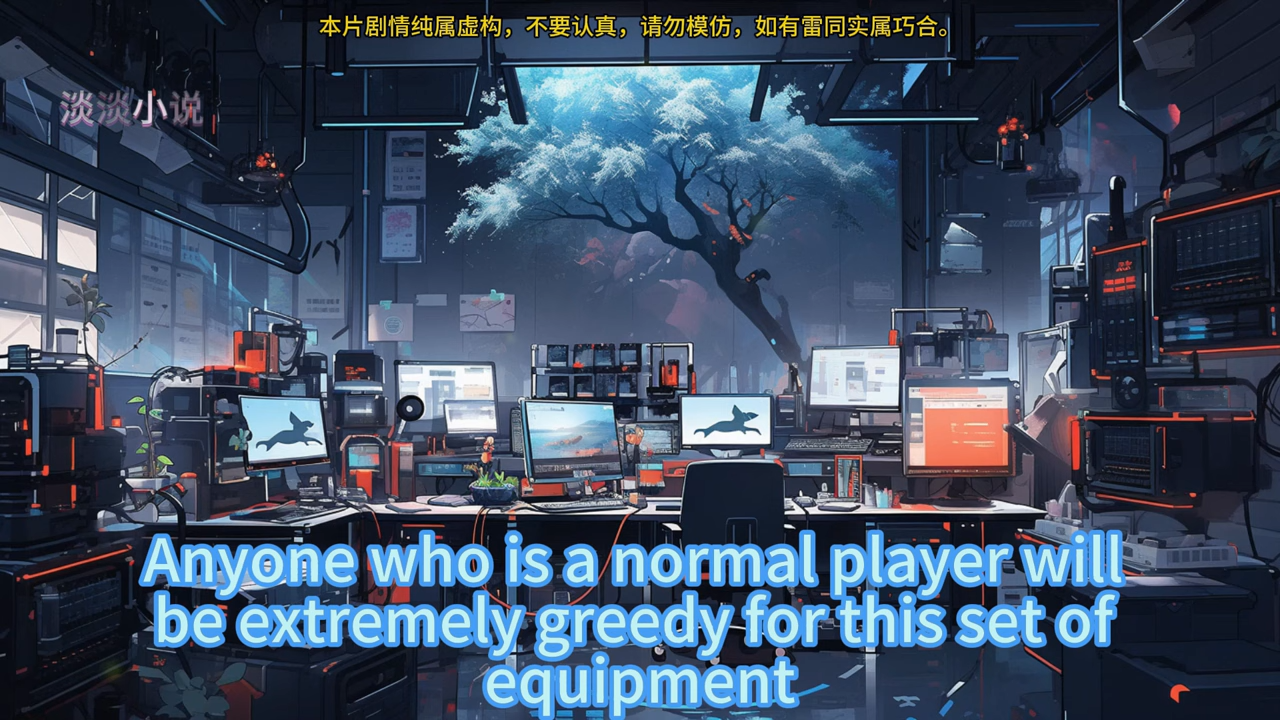 本片剧情纯属虚构，不要认真，请勿模仿，如有雷同实属巧合。
淡淡小说
Anyone who is a normal player will
be extremely greedy for this set of
equipment